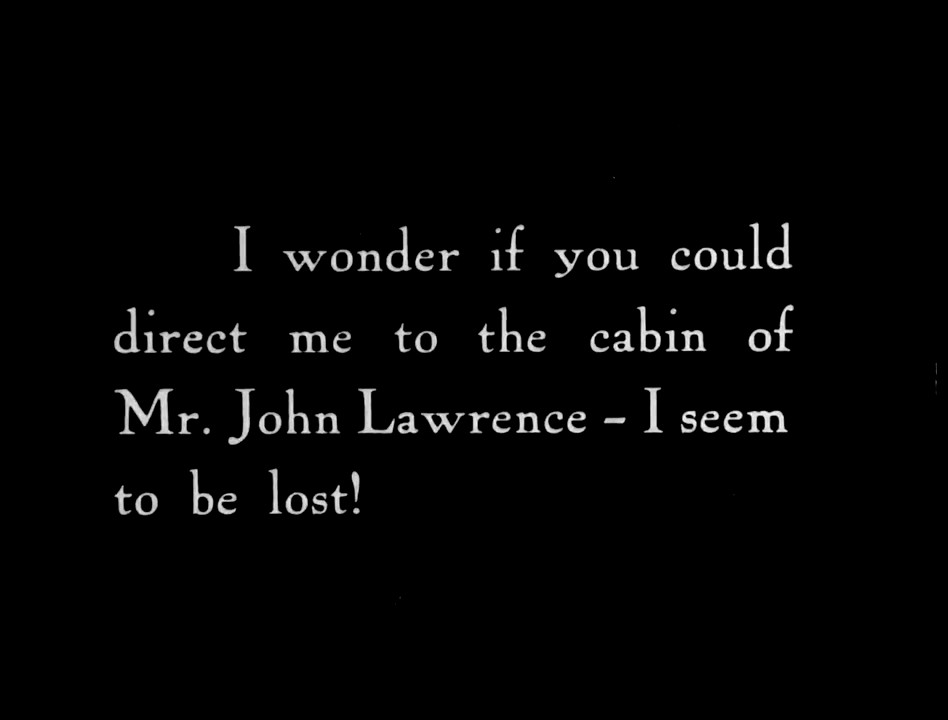 I wonder if you could
direct me to the cabin of
Mr. John Lawrence – I seem
to be lost!